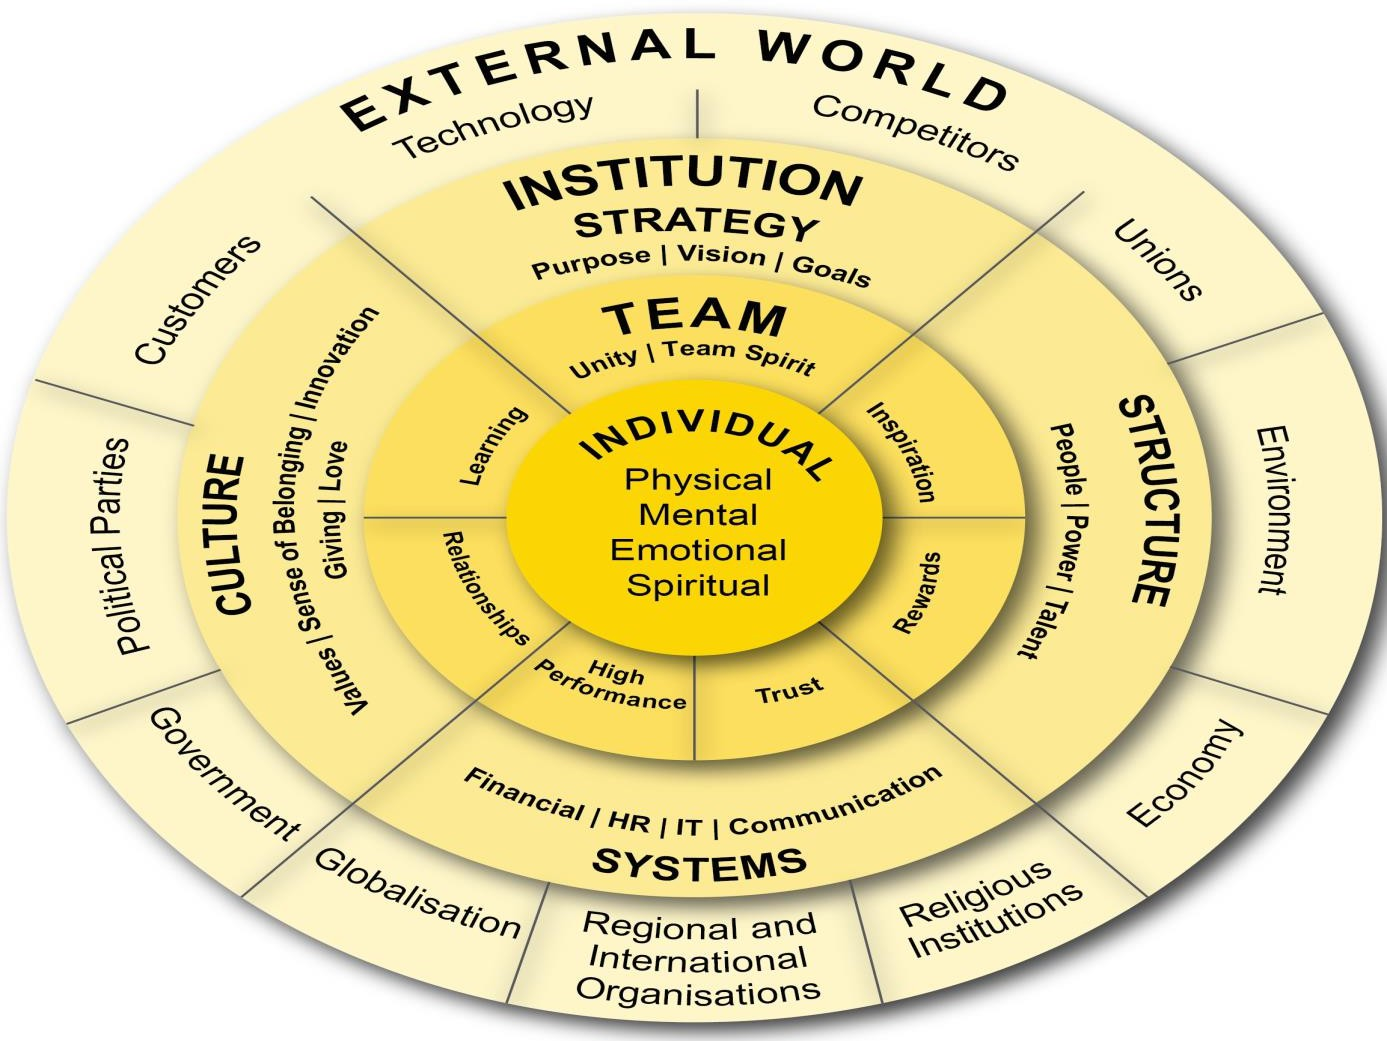 EXTERNAL WORLD
Technology
Competitors
Customers
Unions
Political Parties
Environment
Government
Economy
Globalisation
Regional and
International
Organisations
Religious
Institutions
INSTITUTION
STRATEGY
Purpose | Vision | Goals
CULTURE
Values | Sense of Belonging | Innovation
Giving | Love
STRUCTURE
People | Power | Talent
Financial | HR | IT | Communication
SYSTEMS
TEAM
Unity | Team Spirit
Learning
Inspiration
Relationships
Rewards
High
Performance
Trust
INDIVIDUAL
Physical
Mental
Emotional
Spiritual